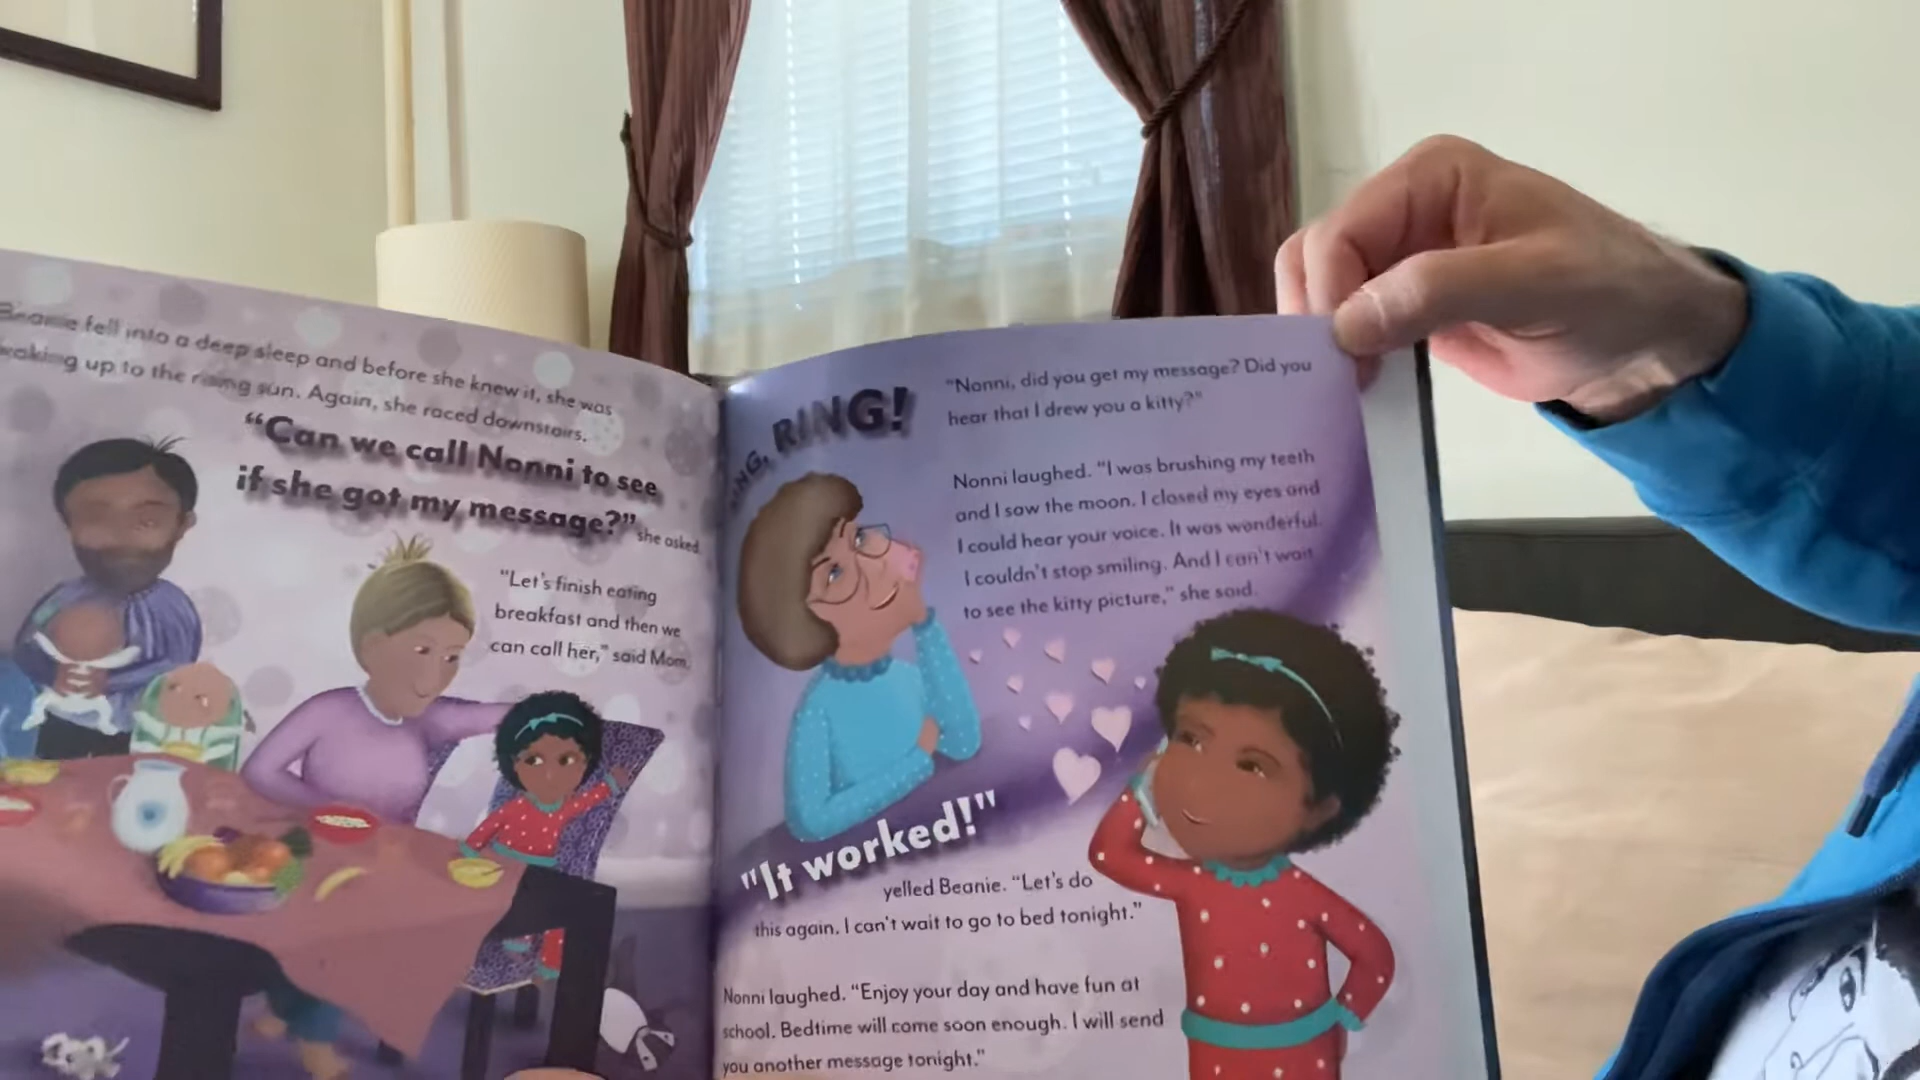 Beanie fell into a deep sleep and before she knew it, she was
waking up to the rising sun. Again, she raced downstairs.
“Can we call Nonni to see
if she got my message?” she asked.
“Let’s finish eating
breakfast and then we
can call her,” said Mom.
RING!
“Nonni, did you get my message? Did you
hear that I drew you a kitty?”
Nonni laughed. “I was brushing my teeth
and I saw the moon. I closed my eyes and
I could hear your voice. It was wonderful.
I couldn’t stop smiling. And I can’t wait
to see the kitty picture,” she said.
"It worked!"
yelled Beanie. “Let’s do
this again. I can’t wait to go to bed tonight.”
Nonni laughed. “Enjoy your day and have fun at
school. Bedtime will come soon enough. I will send
you another message tonight.”